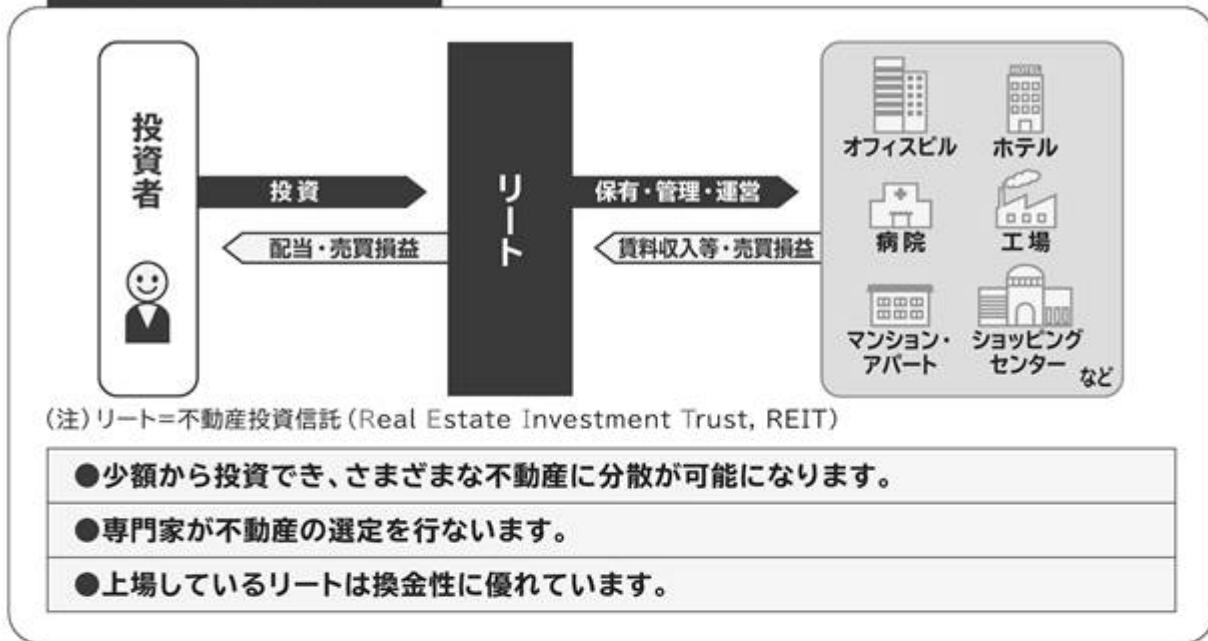 投資者
投資
配当・売買損益
リート
保有・管理・運営
賃料収入等・売買損益
オフィスビル
HOTEL
ホテル
病院
工場
マンション・
アパート
ショッピング
センター
など
(注)リート=不動産投資信託(Real Estate Investment Trust, REIT)
●少額から投資でき、さまざまな不動産に分散が可能になります。
●専門家が不動産の選定を行ないます。
●上場しているリートは換金性に優れています。